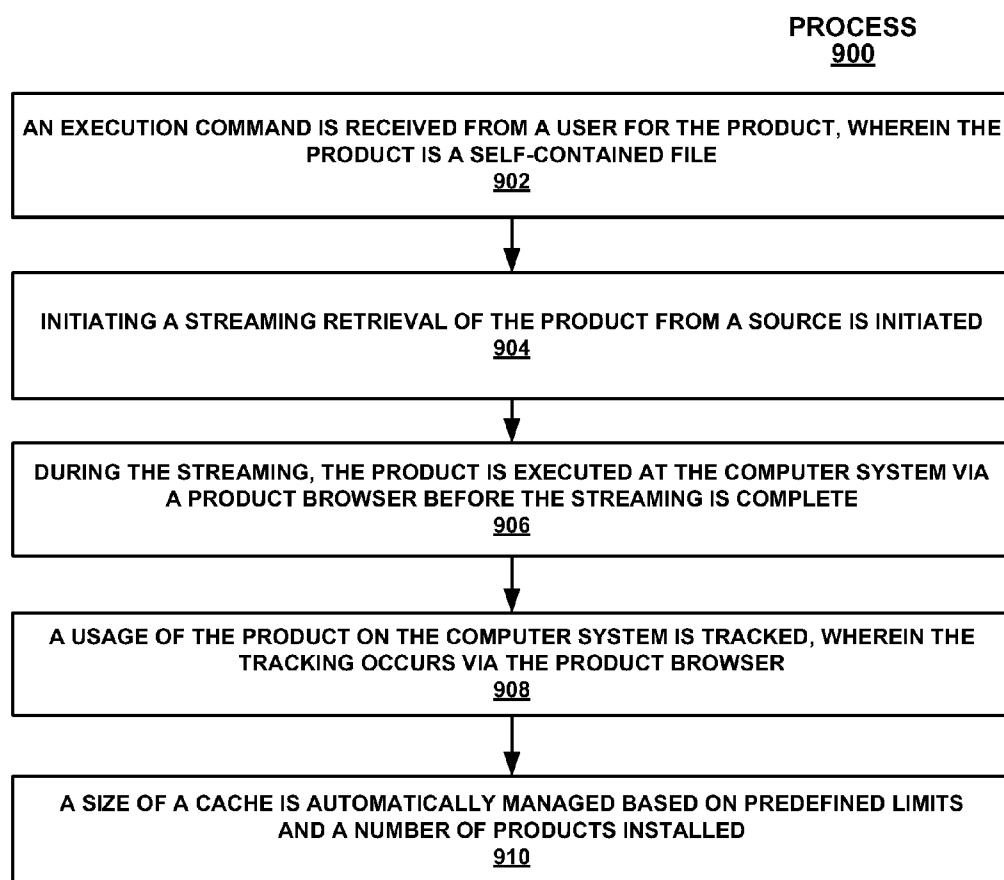 PROCESS
900
AN EXECUTION COMMAND IS RECEIVED FROM A USER FOR THE PRODUCT, WHEREIN THE
PRODUCT IS A SELF-CONTAINED FILE
902
INITIATING A STREAMING RETRIEVAL OF THE PRODUCT FROM A SOURCE IS INITIATED
904
DURING THE STREAMING, THE PRODUCT IS EXECUTED AT THE COMPUTER SYSTEM VIA
A PRODUCT BROWSER BEFORE THE STREAMING IS COMPLETE
906
A USAGE OF THE PRODUCT ON THE COMPUTER SYSTEM IS TRACKED, WHEREIN THE
TRACKING OCCURS VIA THE PRODUCT BROWSER
908
A SIZE OF A CACHE IS AUTOMATICALLY MANAGED BASED ON PREDEFINED LIMITS
AND A NUMBER OF PRODUCTS INSTALLED
910